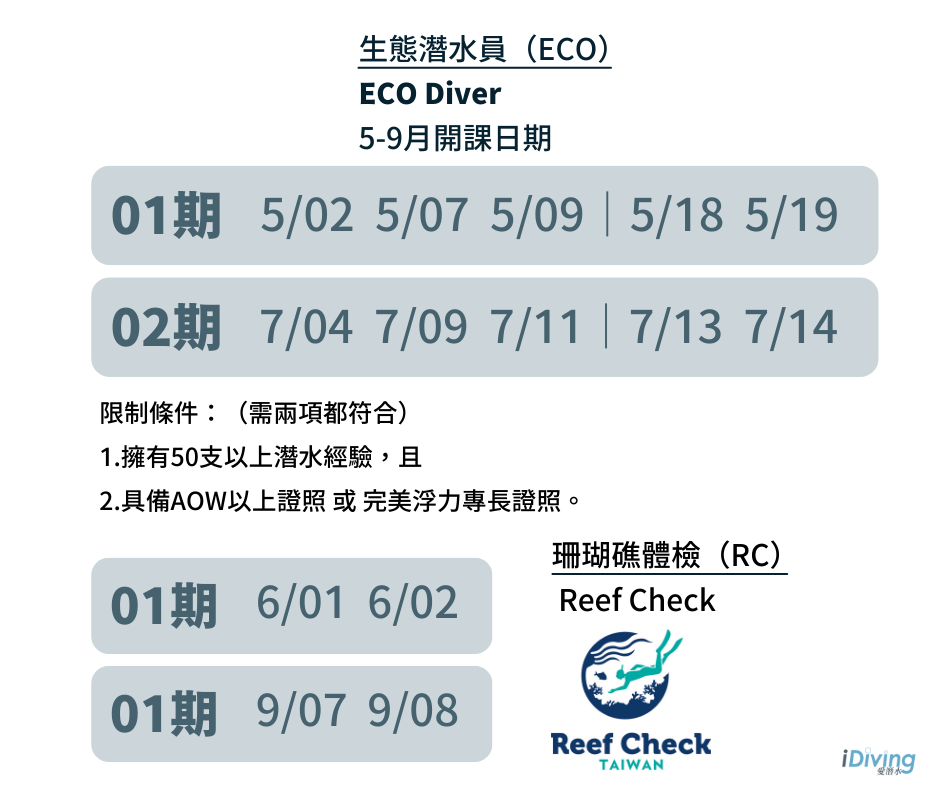 生態潛水員（ECO）
ECO Diver
5-9月開課日期
01期 5/02 5/07 5/09｜5/18 5/19
02期 7/04 7/09 7/11｜7/13 7/14
限制條件：（需兩項都符合）
1.擁有50支以上潛水經驗，且
2.具備AOW以上證照 或 完美浮力專長證照。
珊瑚礁體檢（RC）
Reef Check
01期 6/01 6/02
01期 9/07 9/08
Reef Check
TAIWAN
iDiving
愛潛水